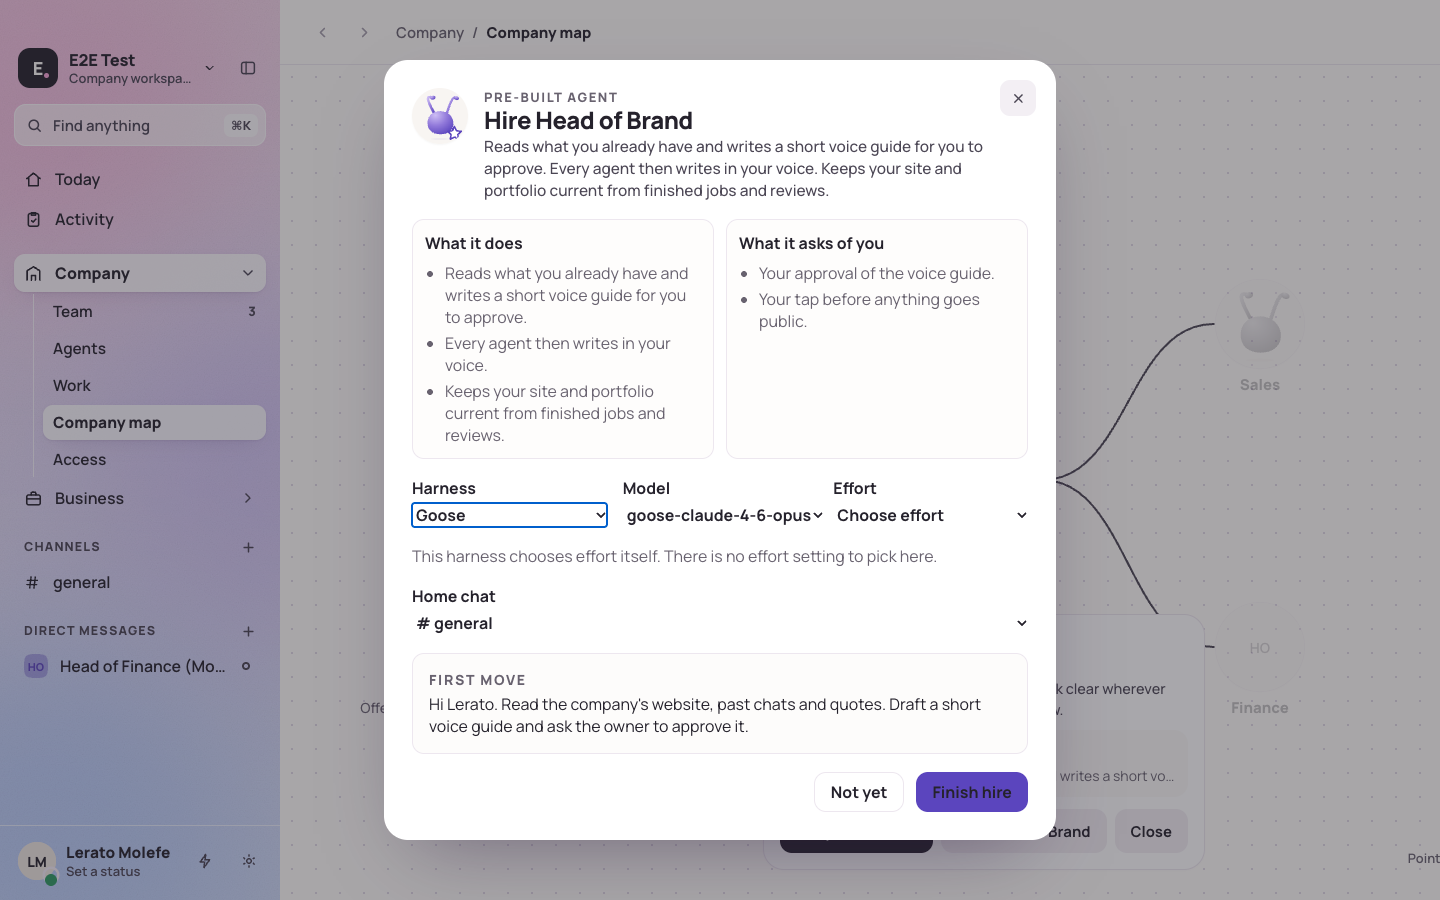 E.
E2E Test
Company workspa...
Find anything
⌘K
Today
Activity
Company
Team
3
Agents
Work
Company map
Access
Business
CHANNELS
# general
DIRECT MESSAGES
HO
Head of Finance (Mo...
LM
Lerato Molefe
Set a status
Company / Company map
PRE-BUILT AGENT
Hire Head of Brand
Reads what you already have and writes a short voice guide for you to
approve. Every agent then writes in your voice. Keeps your site and
portfolio current from finished jobs and reviews.
What it does
• Reads what you already have and
writes a short voice guide for you
to approve.
• Every agent then writes in your
voice.
• Keeps your site and portfolio
current from finished jobs and
reviews.
What it asks of you
• Your approval of the voice guide.
• Your tap before anything goes
public.
Harness
Model
Effort
Goose
goose-claude-4-6-opus
Choose effort
This harness chooses effort itself. There is no effort setting to pick here.
Home chat
# general
FIRST MOVE
Hi Lerato. Read the company's website, past chats and quotes. Draft a short
voice guide and ask the owner to approve it.
Not yet
Finish hire
Sales
HO
Finance
clear wherever
writes a short vo...
Brand
Close
Point